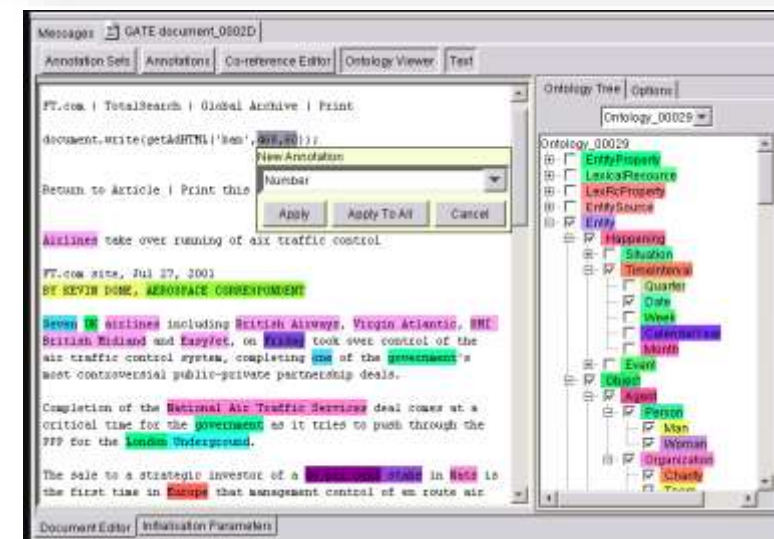 Messages GATE document_0002D
Annotation Sets Annotations Co-reference Editor Ontology Viewer Text
FT.com | TotalSearch | Global Archive | Print
document.write(getAdHTML('ban',
New Annotation
Number
Apply Apply To All Cancel
Return to Article | Print this
Airlines take over running of air traffic control
FT.com site, Jul 27, 2001
BY KEVIN DONE, AEROSPACE CORRESPONDENT
Seven UK airlines including British Airways, Virgin Atlantic, BMI
British Midland and EasyJet, on Friday took over control of the
air traffic control system, completing one of the government's
most controversial public-private partnership deals.
Completion of the National Air Traffic Services deal comes at a
critical time for the government as it tries to push through the
PPP for the London Underground.
The sale to a strategic investor of a stake in Nats is
the first time in Europe that management control of en route air
Document Editor Initialisation Parameters
Ontology Tree Options
Ontology_00029
Ontology_00029
EntityProperty
LexicalResource
LexRcProperty
EntitySource
Entity
Happening
Situation
TimeInterval
Quarter
Date
Week
Month
Event
Object
Agent
Person
Man
Woman
Organization
Charity
Team